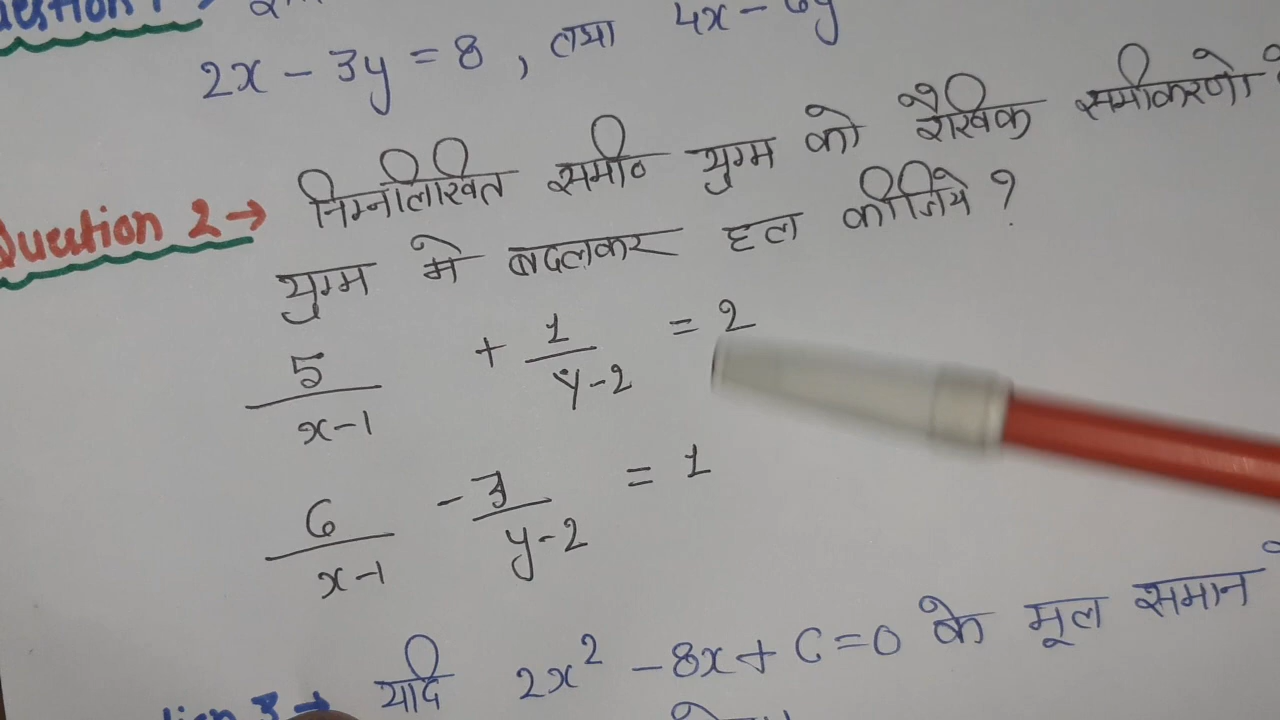 2x - 3y = 8 , तथा 4x - 6y
Question 2 → निम्नलिखित समी० युग्म को रैखिक समीकरणो
युग्म मे बदलकर हल कीजिये ?
5/(x-1) + 1/(y-2) = 2
6/(x-1) - 3/(y-2) = 1
यदि 2x² - 8x + C = 0 के मूल समान